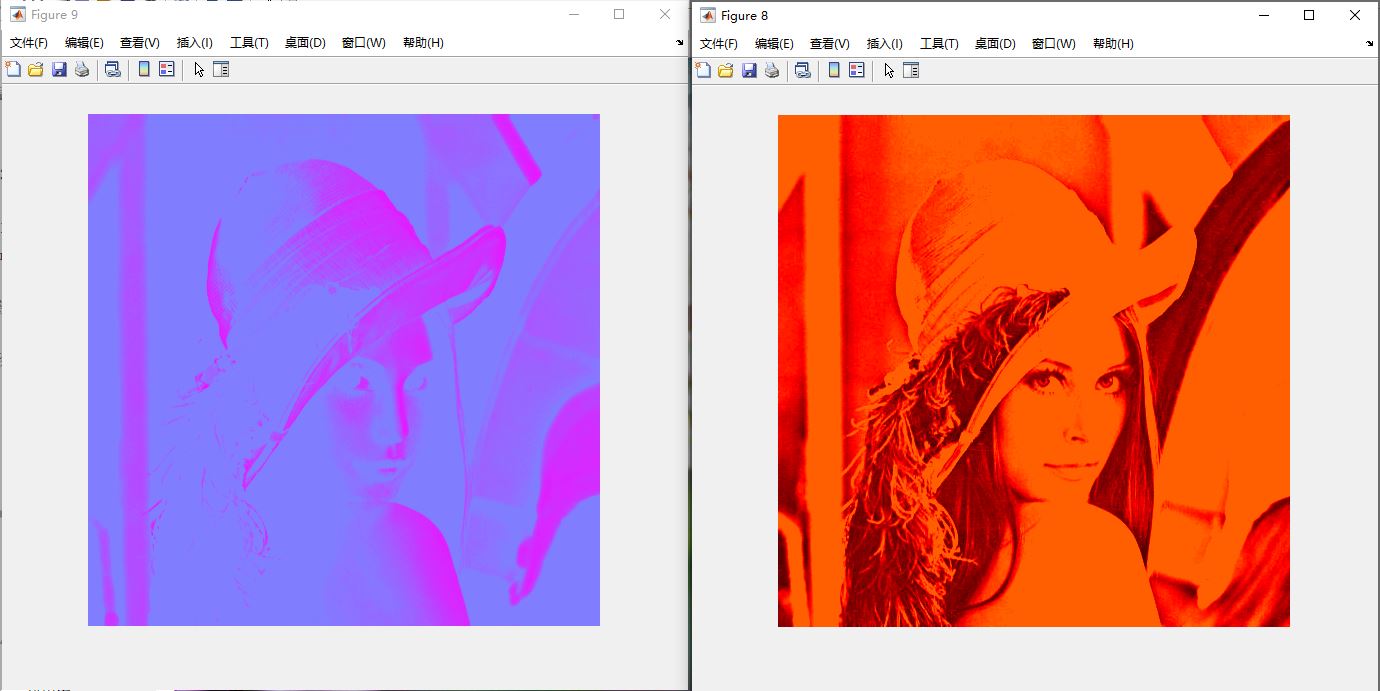 Figure 9
文件(F) 编辑(E) 查看(V) 插入(I) 工具(T) 桌面(D) 窗口(W) 帮助(H)
Figure 8
文件(F) 编辑(E) 查看(V) 插入(I) 工具(T) 桌面(D) 窗口(W) 帮助(H)